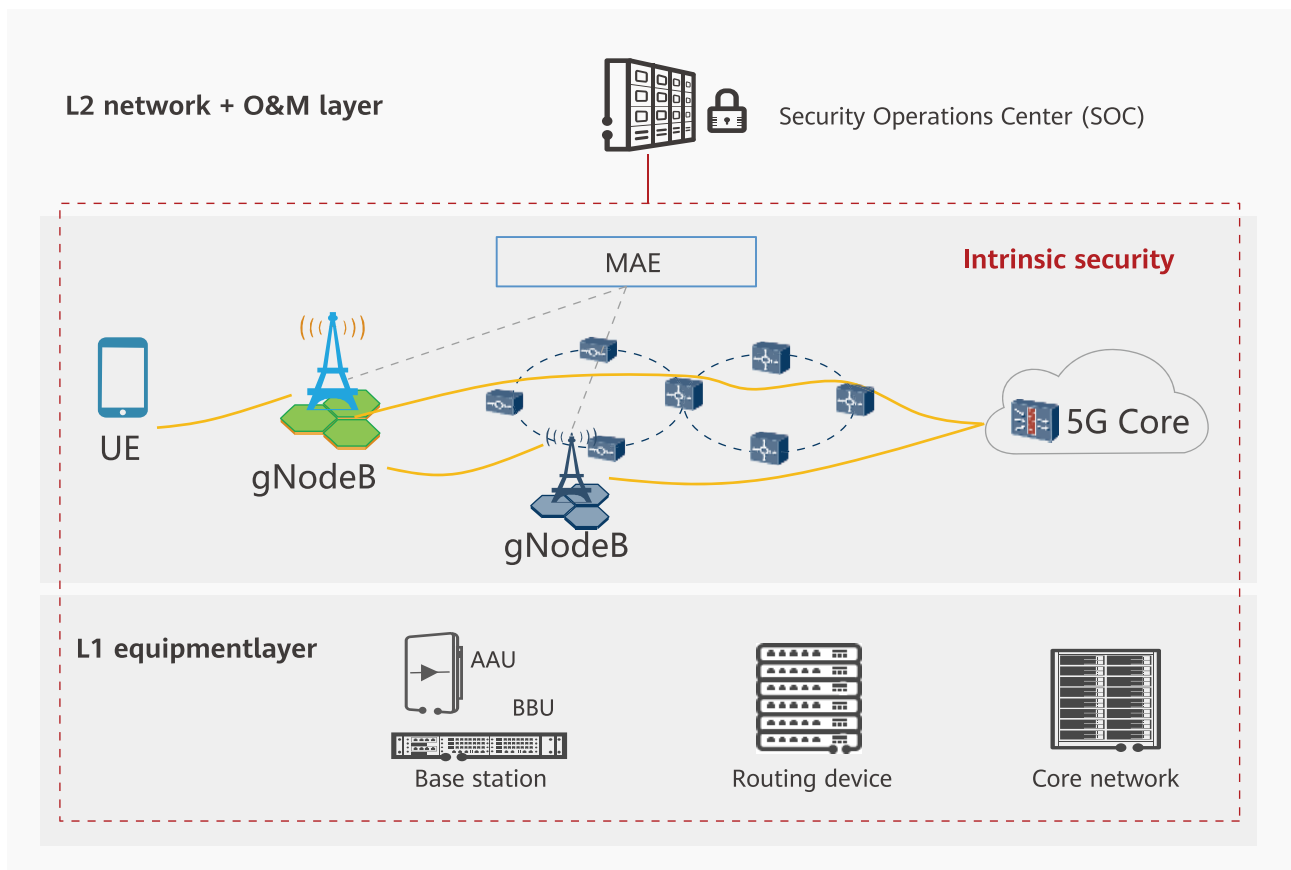 L2 network + O&M layer
Security Operations Center (SOC)
MAE
Intrinsic security
UE
gNodeB
gNodeB
5G Core
L1 equipmentlayer
AAU
BBU
Base station
Routing device
Core network